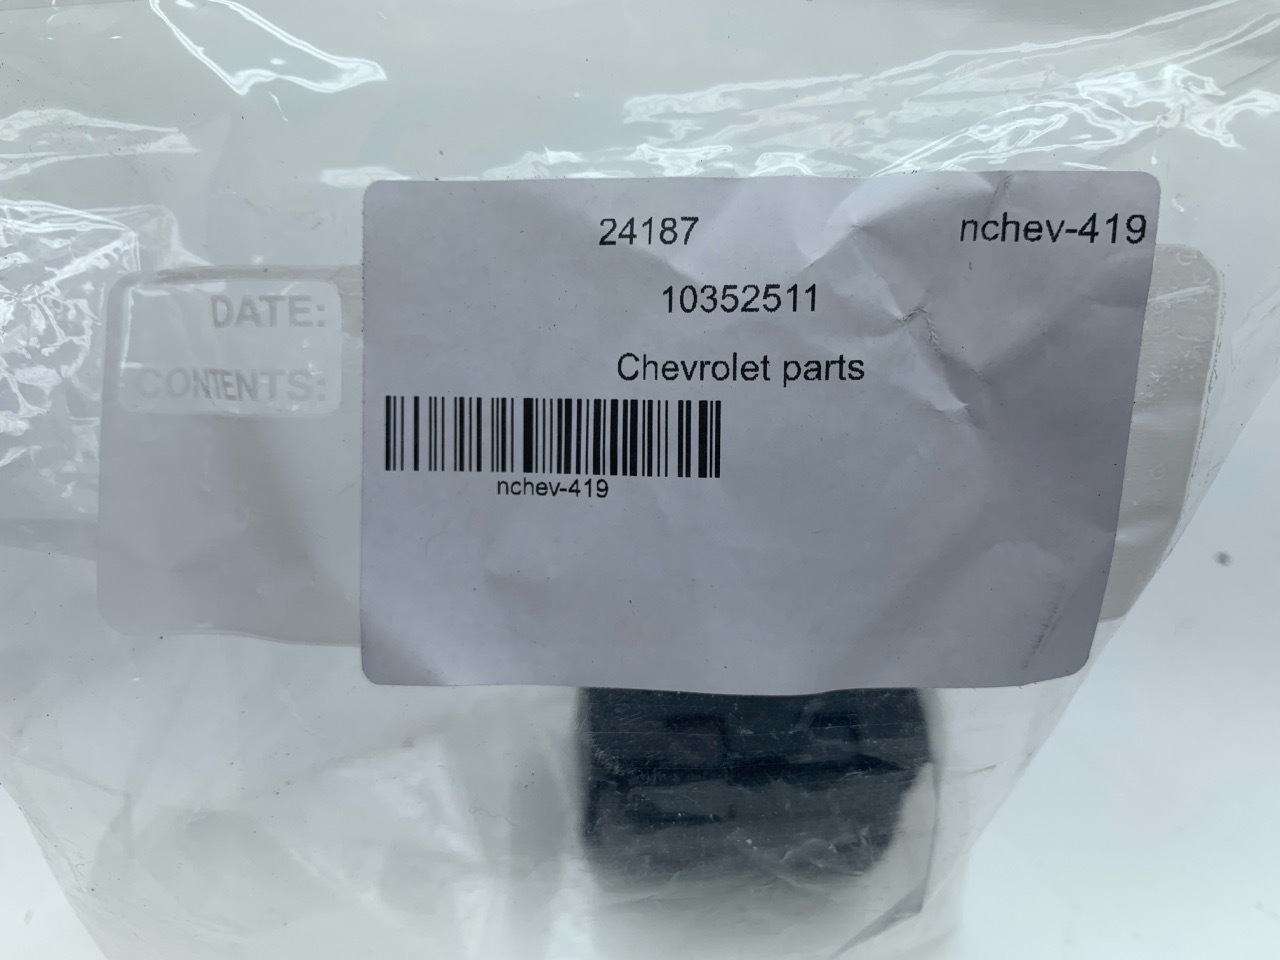 24187 nchev-419
10352511
Chevrolet parts
nchev-419
DATE:
CONTENTS: